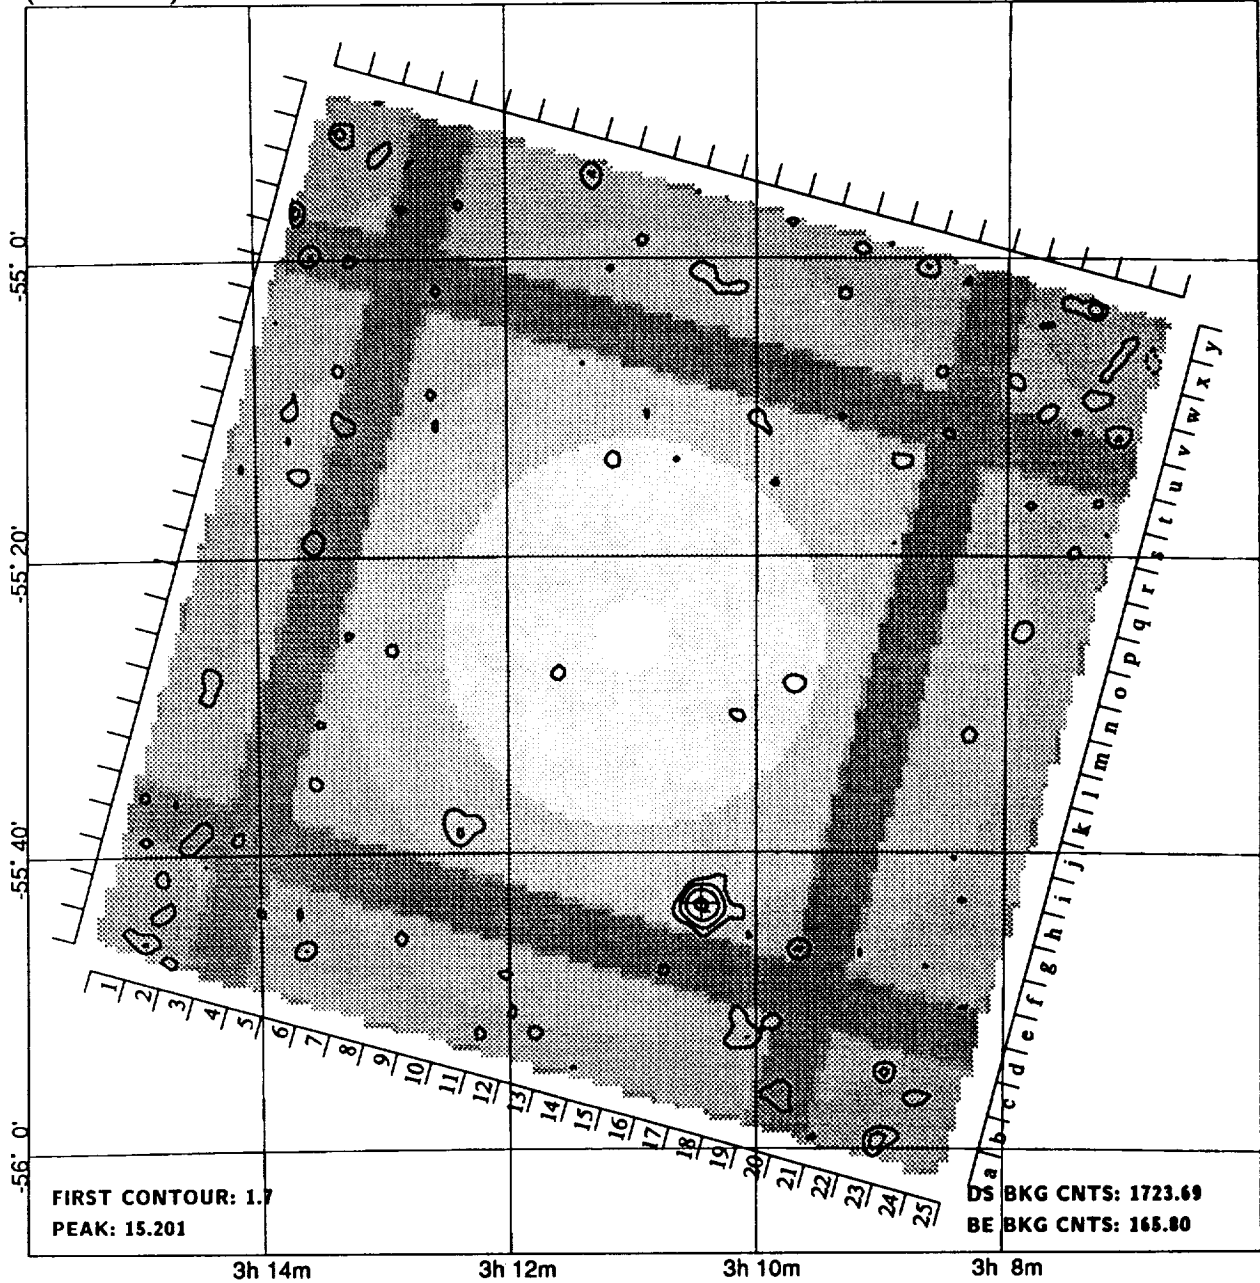 -55° 0'
-55° 20'
-55° 40'
-56° 0'
y
x
w
v
u
t
s
r
q
p
o
n
m
l
k
j
i
h
g
f
e
d
c
b
a
1 2 3 4 5 6 7 8 9 10 11 12 13 14 15 16 17 18 19 20 21 22 23 24 25
FIRST CONTOUR: 1.7
PEAK: 15.201
DS BKG CNTS: 1723.69
BE BKG CNTS: 165.80
3h 14m 3h 12m 3h 10m 3h 8m